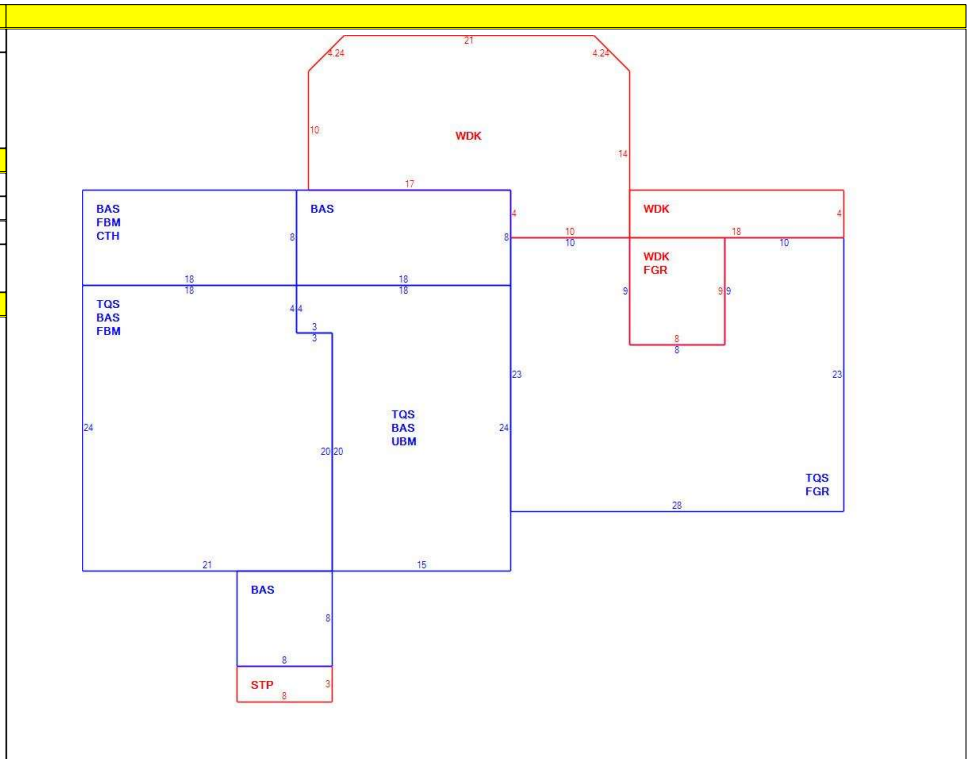 21
4.24
4.24
10
WDK
14
17
BAS
FBM
CTH
BAS
WDK
4
4
8
8
10
10
18
10
WDK
FGR
18
18
18
18
TQS
BAS
FBM
4 4
9
9 9
3
3
8
8
23
23
TQS
BAS
UBM
24
24
20 20
TQS
FGR
28
21
15
BAS
8
8
STP
3
8